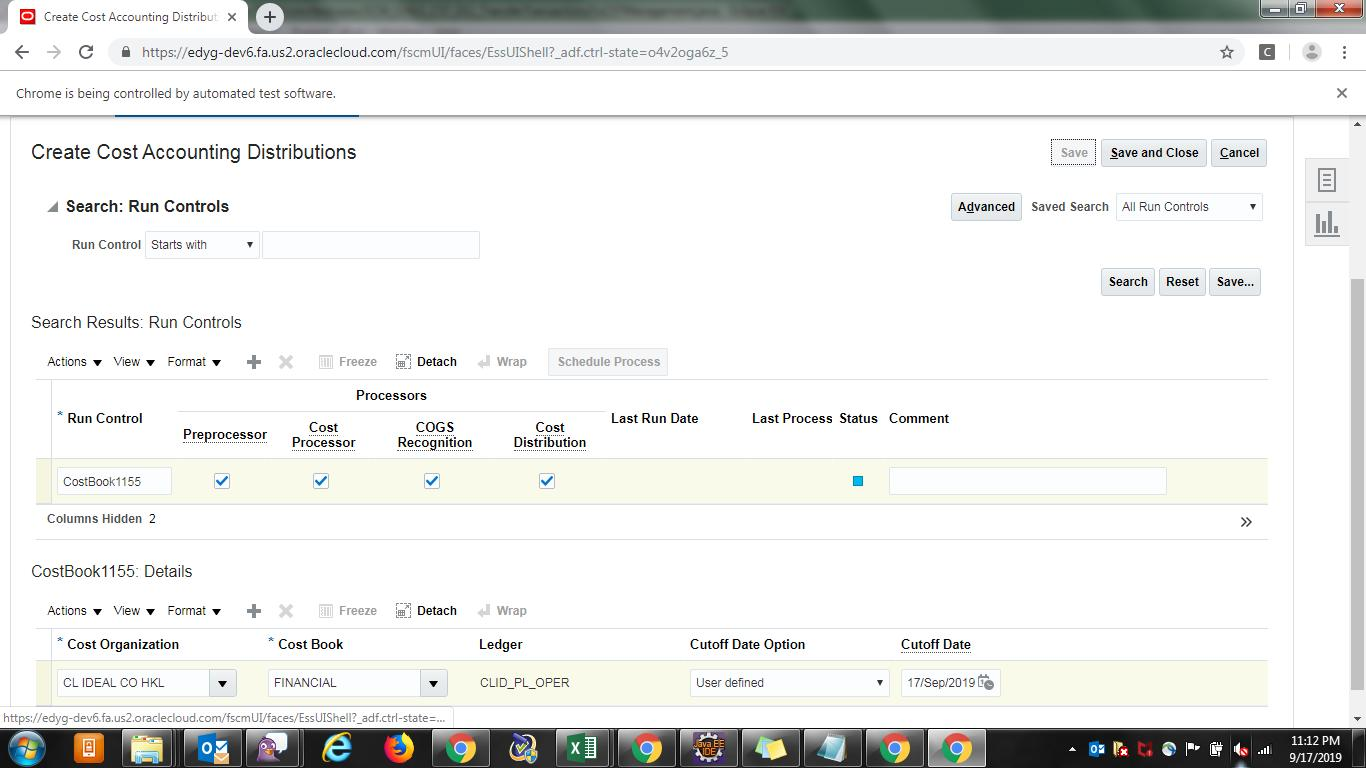 Create Cost Accounting Distribut
https://edyg-dev6.fa.us2.oraclecloud.com/fscmUI/faces/EssUIShell?_adf.ctrl-state=o4v2oga6z_5
C
Chrome is being controlled by automated test software.
Create Cost Accounting Distributions
Save Save and Close Cancel
Search: Run Controls
Advanced Saved Search All Run Controls
Run Control Starts with
Search Reset Save...
Search Results: Run Controls
Actions View Format Freeze Detach Wrap Schedule Process
* Run Control Processors Last Run Date Last Process Status Comment
Preprocessor Cost Processor COGS Recognition Cost Distribution
CostBook1155
Columns Hidden 2
CostBook1155: Details
Actions View Format Freeze Detach Wrap
* Cost Organization * Cost Book Ledger Cutoff Date Option Cutoff Date
CL IDEAL CO HKL FINANCIAL CLID_PL_OPER User defined 17/Sep/2019
https://edyg-dev6.fa.us2.oraclecloud.com/fscmUI/faces/EssUIShell?_adf.ctrl-state=...
Java EE
IDE
11:12 PM
9/17/2019